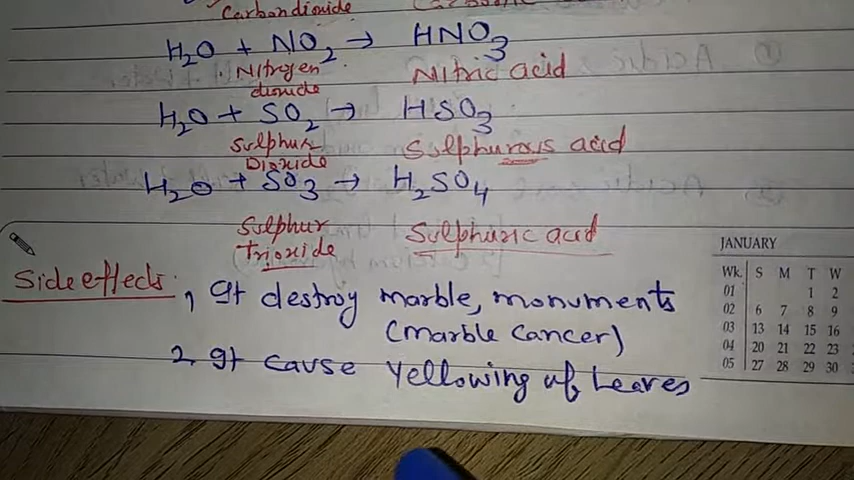 Carbondioxide
H₂O + NO₂ → HNO₃
Nitrogen dioxide
Nitric acid
H₂O + SO₂ → HSO₃
Sulphur Dioxide
Sulphurous acid
H₂O + SO₃ → H₂SO₄
Sulphur trioxide
Sulphuric acid
Side effects
1, It destroy marble, monuments
(marble cancer)
2, It cause yellowing of leaves
JANUARY
Wk. S M T W
01 1 2
02 6 7 8 9
03 13 14 15 16
04 20 21 22 23
05 27 28 29 30